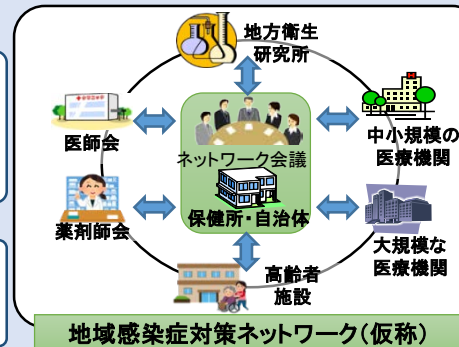 地方衛生
研究所
医師会
中小規模の
医療機関
ネットワーク会議
保健所・自治体
薬剤師会
大規模な
医療機関
高齢者
施設
地域感染症対策ネットワーク(仮称)